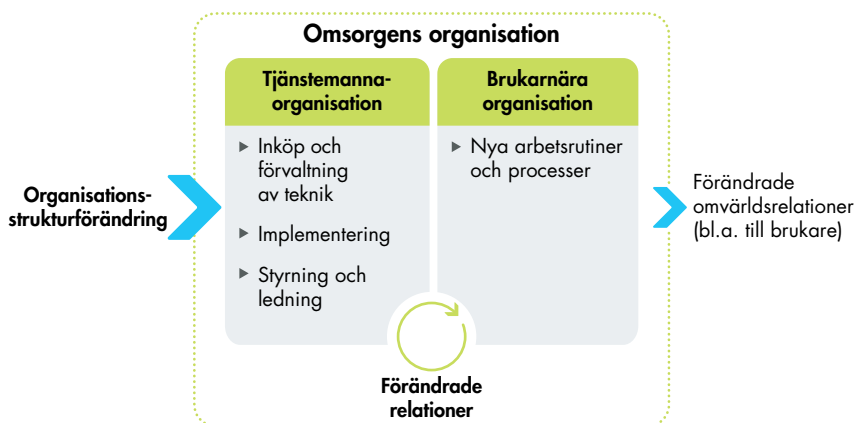 Omsorgens organisation
Tjänstemanna-
organisation
Inköp och
förvaltning
av teknik
Implementering
Styrning och
ledning
Brukarnära
organisation
Nya arbetsrutiner
och processer
Organisations-
strukturförändring
Förändrade
omvärldsrelationer
(bl.a. till brukare)
Förändrade
relationer